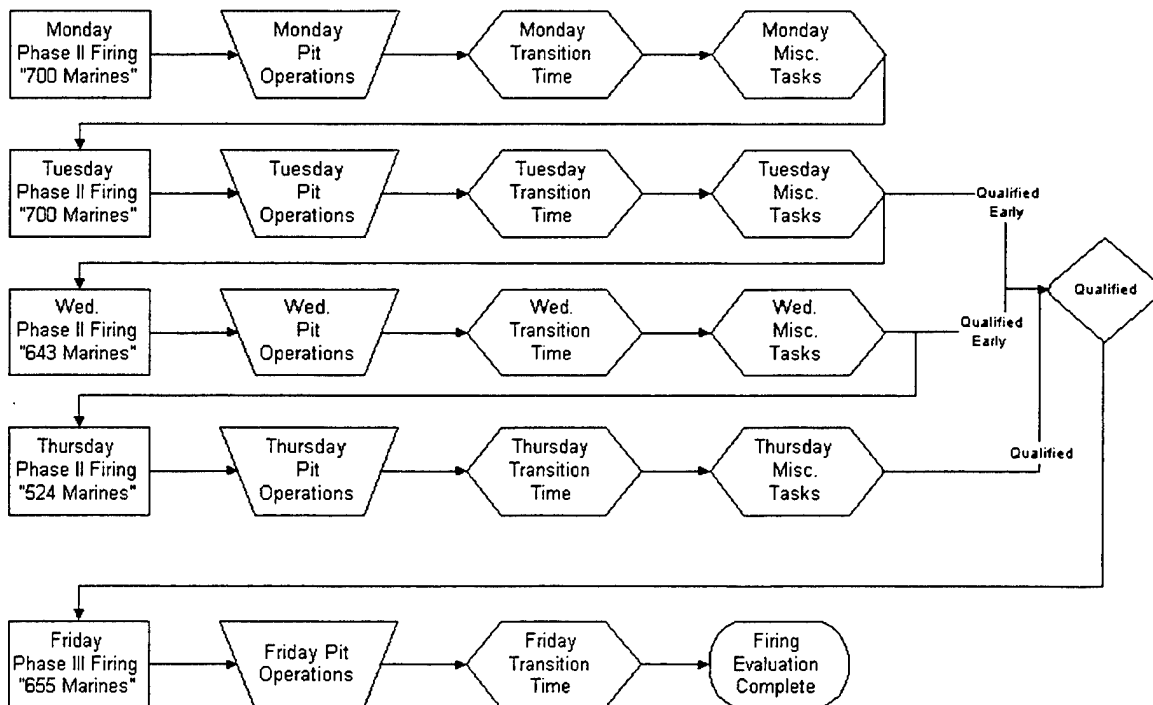 Monday
Phase II Firing
"700 Marines"
Monday
Pit
Operations
Monday
Transition
Time
Monday
Misc.
Tasks
Tuesday
Phase II Firing
"700 Marines"
Tuesday
Pit
Operations
Tuesday
Transition
Time
Tuesday
Misc.
Tasks
Qualified
Early
Qualified
Wed.
Phase II Firing
"643 Marines"
Wed.
Pit
Operations
Wed.
Transition
Time
Wed.
Misc.
Tasks
Qualified
Early
Thursday
Phase II Firing
"524 Marines"
Thursday
Pit
Operations
Thursday
Transition
Time
Thursday
Misc.
Tasks
Qualified
Friday
Phase III Firing
"655 Marines"
Friday Pit
Operations
Friday
Transition
Time
Firing
Evaluation
Complete